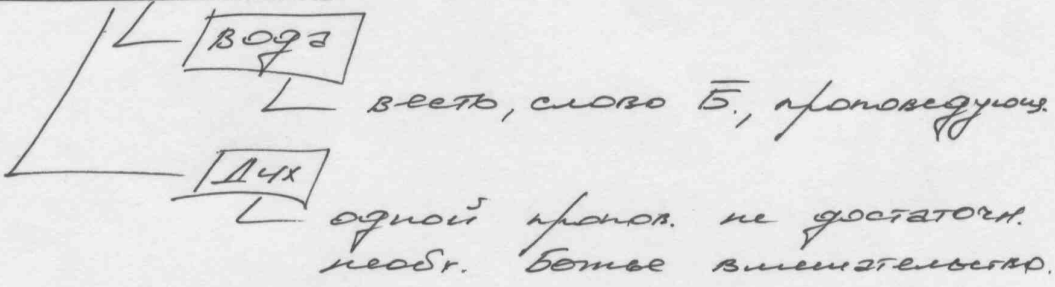 вода
весть, слово Б., проповедующ.
Дух
одной пропов. не достаточн.
необх. Божье вмешательство.